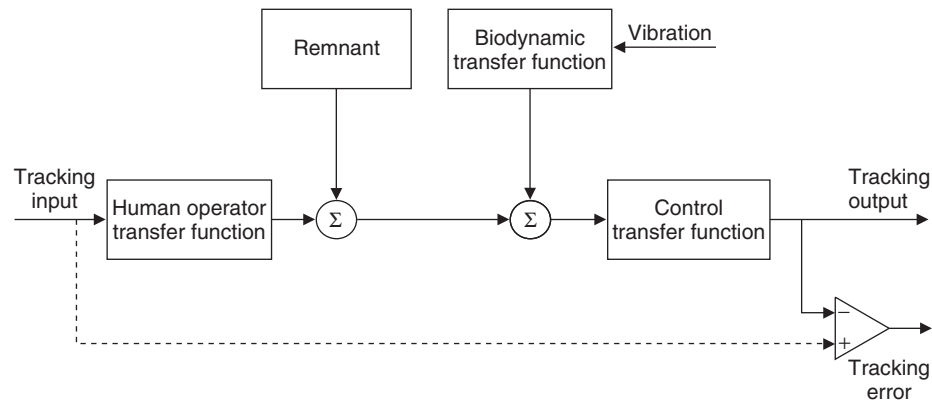 Remnant
Biodynamic
transfer function
Vibration
Tracking
input
Human operator
transfer function
Σ
Σ
Control
transfer function
Tracking
output
−
+
Tracking
error